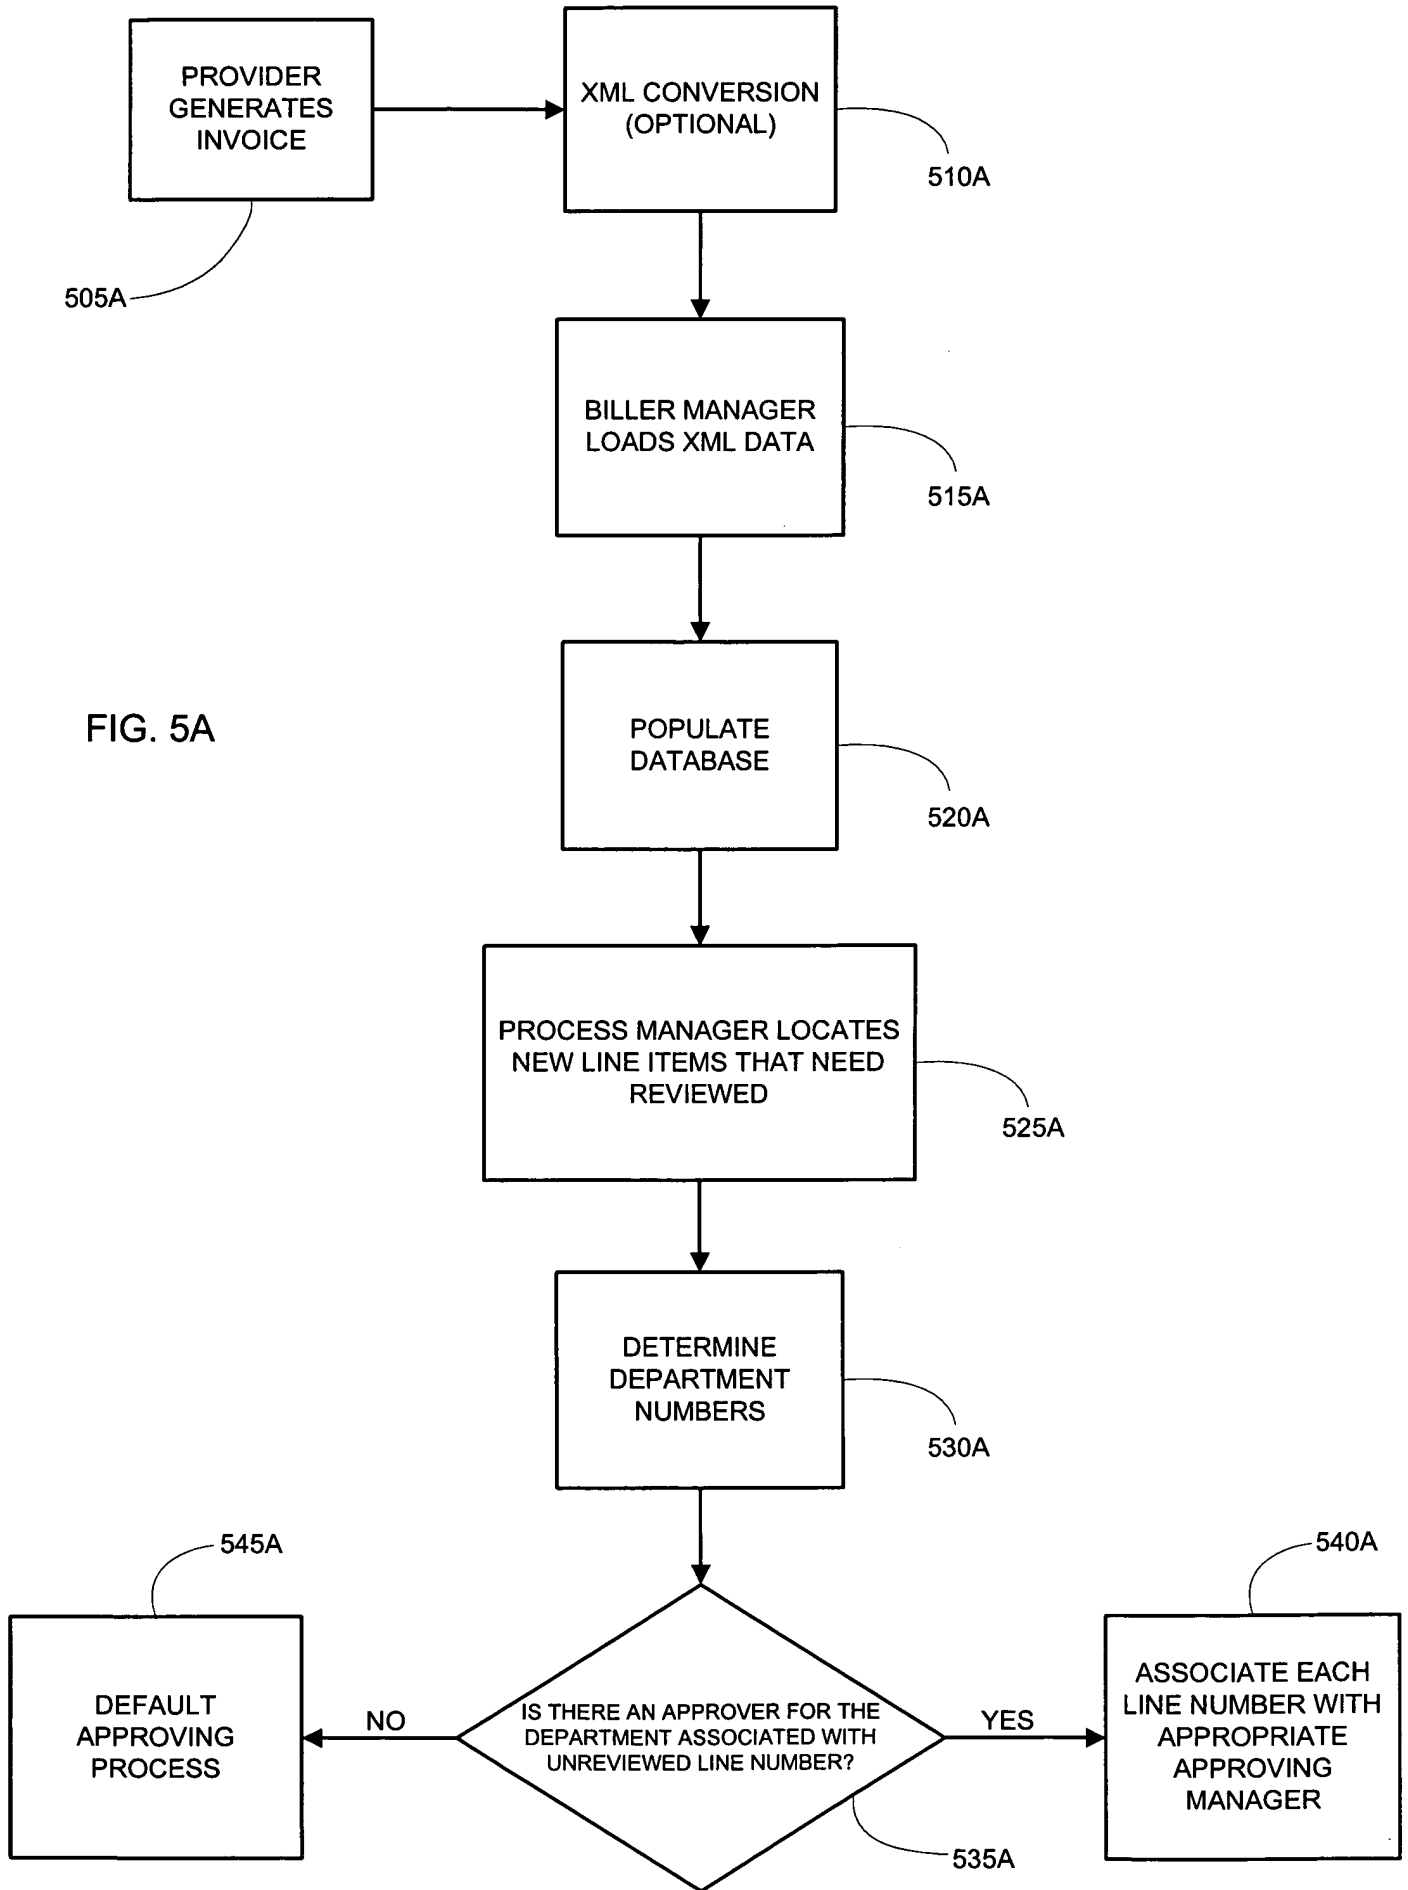 PROVIDER
GENERATES
INVOICE
XML CONVERSION
(OPTIONAL)
510A
505A
BILLER MANAGER
LOADS XML DATA
515A
FIG. 5A
POPULATE
DATABASE
520A
PROCESS MANAGER LOCATES
NEW LINE ITEMS THAT NEED
REVIEWED
525A
DETERMINE
DEPARTMENT
NUMBERS
530A
545A
540A
DEFAULT
APPROVING
PROCESS
NO
IS THERE AN APPROVER FOR THE
DEPARTMENT ASSOCIATED WITH
UNREVIEWED LINE NUMBER?
YES
ASSOCIATE EACH
LINE NUMBER WITH
APPROPRIATE
APPROVING
MANAGER
535A